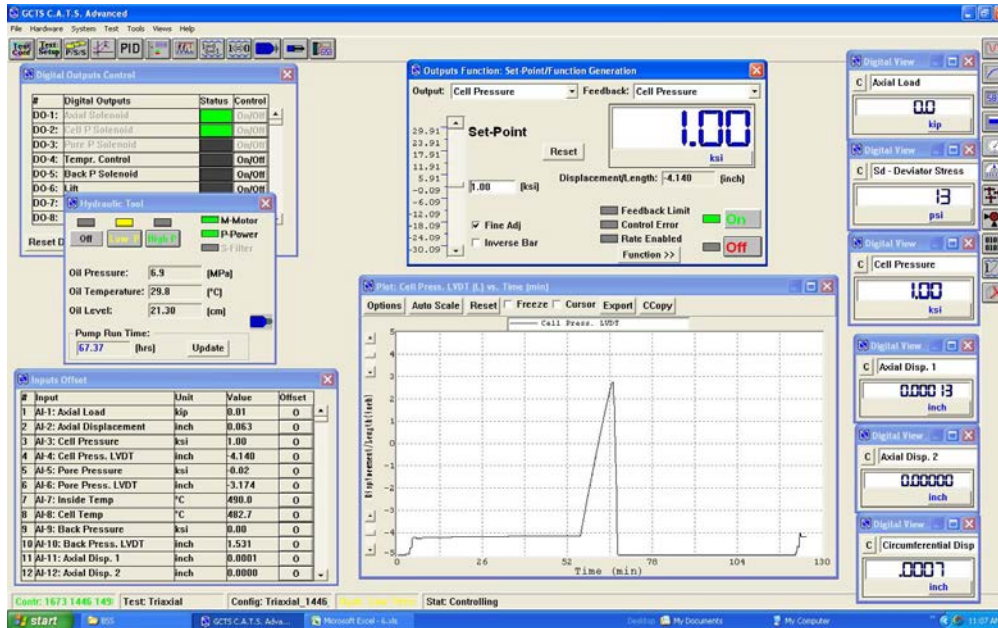 GCTS C.A.T.S. Advanced
File Hardware System Test Tools Views Help
PID
Digital Outputs Control
# Digital Outputs Status Control
DO-1: Axial Solenoid On/Off
DO-2: Cell P Solenoid On/Off
DO-3: Pore P Solenoid On/Off
DO-4: Tempr. Control On/Off
DO-5: Back P Solenoid On/Off
DO-6: Lift On/Off
DO-7:
DO-8:
Reset D
Hydraulic Tool
M-Motor
P-Power
S-Filter
Off Low P High P
Oil Pressure: 6.9 (MPa)
Oil Temperature: 29.8 (°C)
Oil Level: 21.30 (cm)
Pump Run Time:
67.37 (hrs) Update
Inputs Offset
# Input Unit Value Offset
1 AI-1: Axial Load kip 0.01 0
2 AI-2: Axial Displacement inch 0.063 0
3 AI-3: Cell Pressure ksi 1.00 0
4 AI-4: Cell Press. LVDT inch -4.140 0
5 AI-5: Pore Pressure ksi -0.02 0
6 AI-6: Pore Press. LVDT inch -3.174 0
7 AI-7: Inside Temp °C 490.0 0
8 AI-8: Cell Temp °C 482.7 0
9 AI-9: Back Pressure ksi 0.00 0
10 AI-10: Back Press. LVDT inch 1.531 0
11 AI-11: Axial Disp. 1 inch 0.0001 0
12 AI-12: Axial Disp. 2 inch 0.0000 0
Outputs Function: Set-Point/Function Generation
Output: Cell Pressure Feedback: Cell Pressure
29.91
23.91
17.91
11.91
5.91
-0.09
-6.09
-12.09
-18.09
-24.09
-30.09
Set-Point
Reset
1.00 (ksi)
1.00
ksi
Displacement/Length: -4.140 (inch)
Fine Adj
Inverse Bar
Feedback Limit
Control Error
Rate Enabled
Function >>
On
Off
Plot: Cell Press. LVDT (L) vs. Time (min)
Options Auto Scale Reset Freeze Cursor Export CCopy
Cell Press. LVDT
Displacement/Length(inch)
5
4
3
2
1
0
-1
-2
-3
-4
-5
0 26 52 78 104 130
Time (min)
Digital View
C Axial Load
0.0
kip
Digital View
C Sd - Deviator Stress
13
psi
Digital View
C Cell Pressure
1.00
ksi
Digital View
C Axial Disp. 1
0.00013
inch
Digital View
C Axial Disp. 2
0.00000
inch
Digital View
C Circumferential Disp
.0007
inch
Contr: 1673 1446 149 Test: Triaxial Config: Triaxial_1446 Stat: Controlling
start BSS GCTS C.A.T.S. Adva... Microsoft Excel - 6.xls Desktop My Documents My Computer 11:07 AM